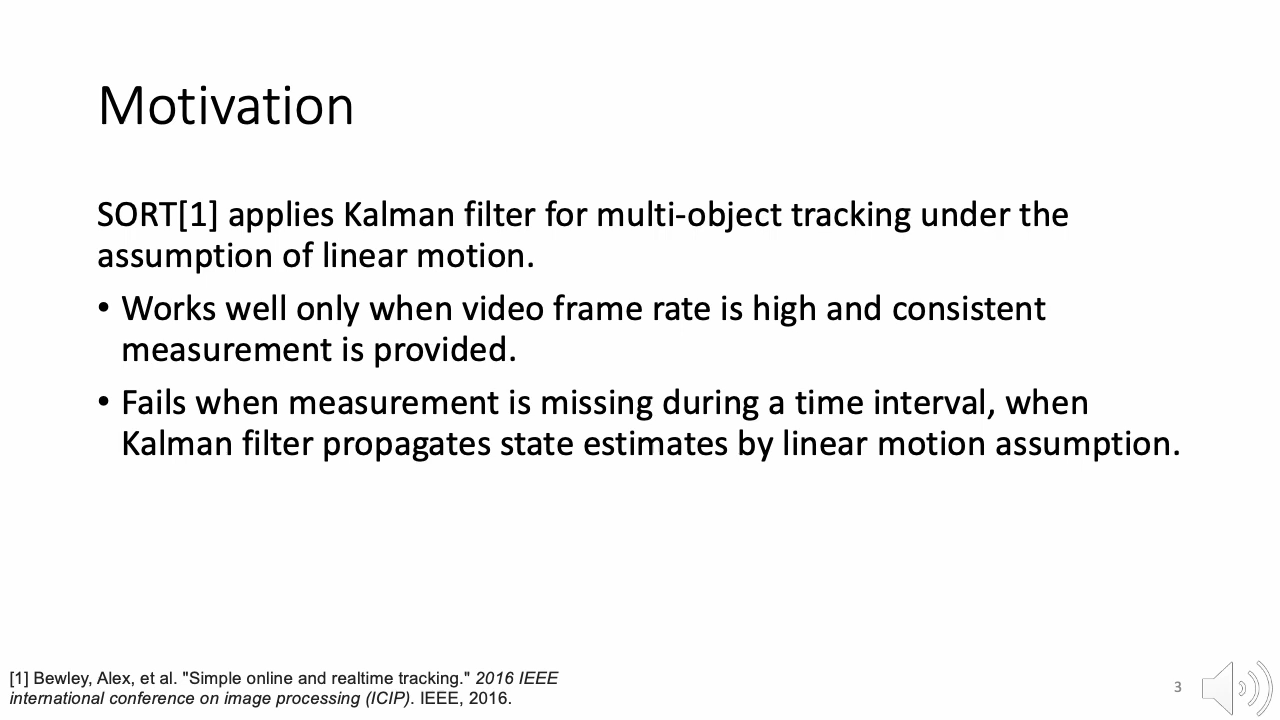 Motivation
SORT[1] applies Kalman filter for multi-object tracking under the
assumption of linear motion.
• Works well only when video frame rate is high and consistent
measurement is provided.
• Fails when measurement is missing during a time interval, when
Kalman filter propagates state estimates by linear motion assumption.
[1] Bewley, Alex, et al. "Simple online and realtime tracking." 2016 IEEE
international conference on image processing (ICIP). IEEE, 2016.
3